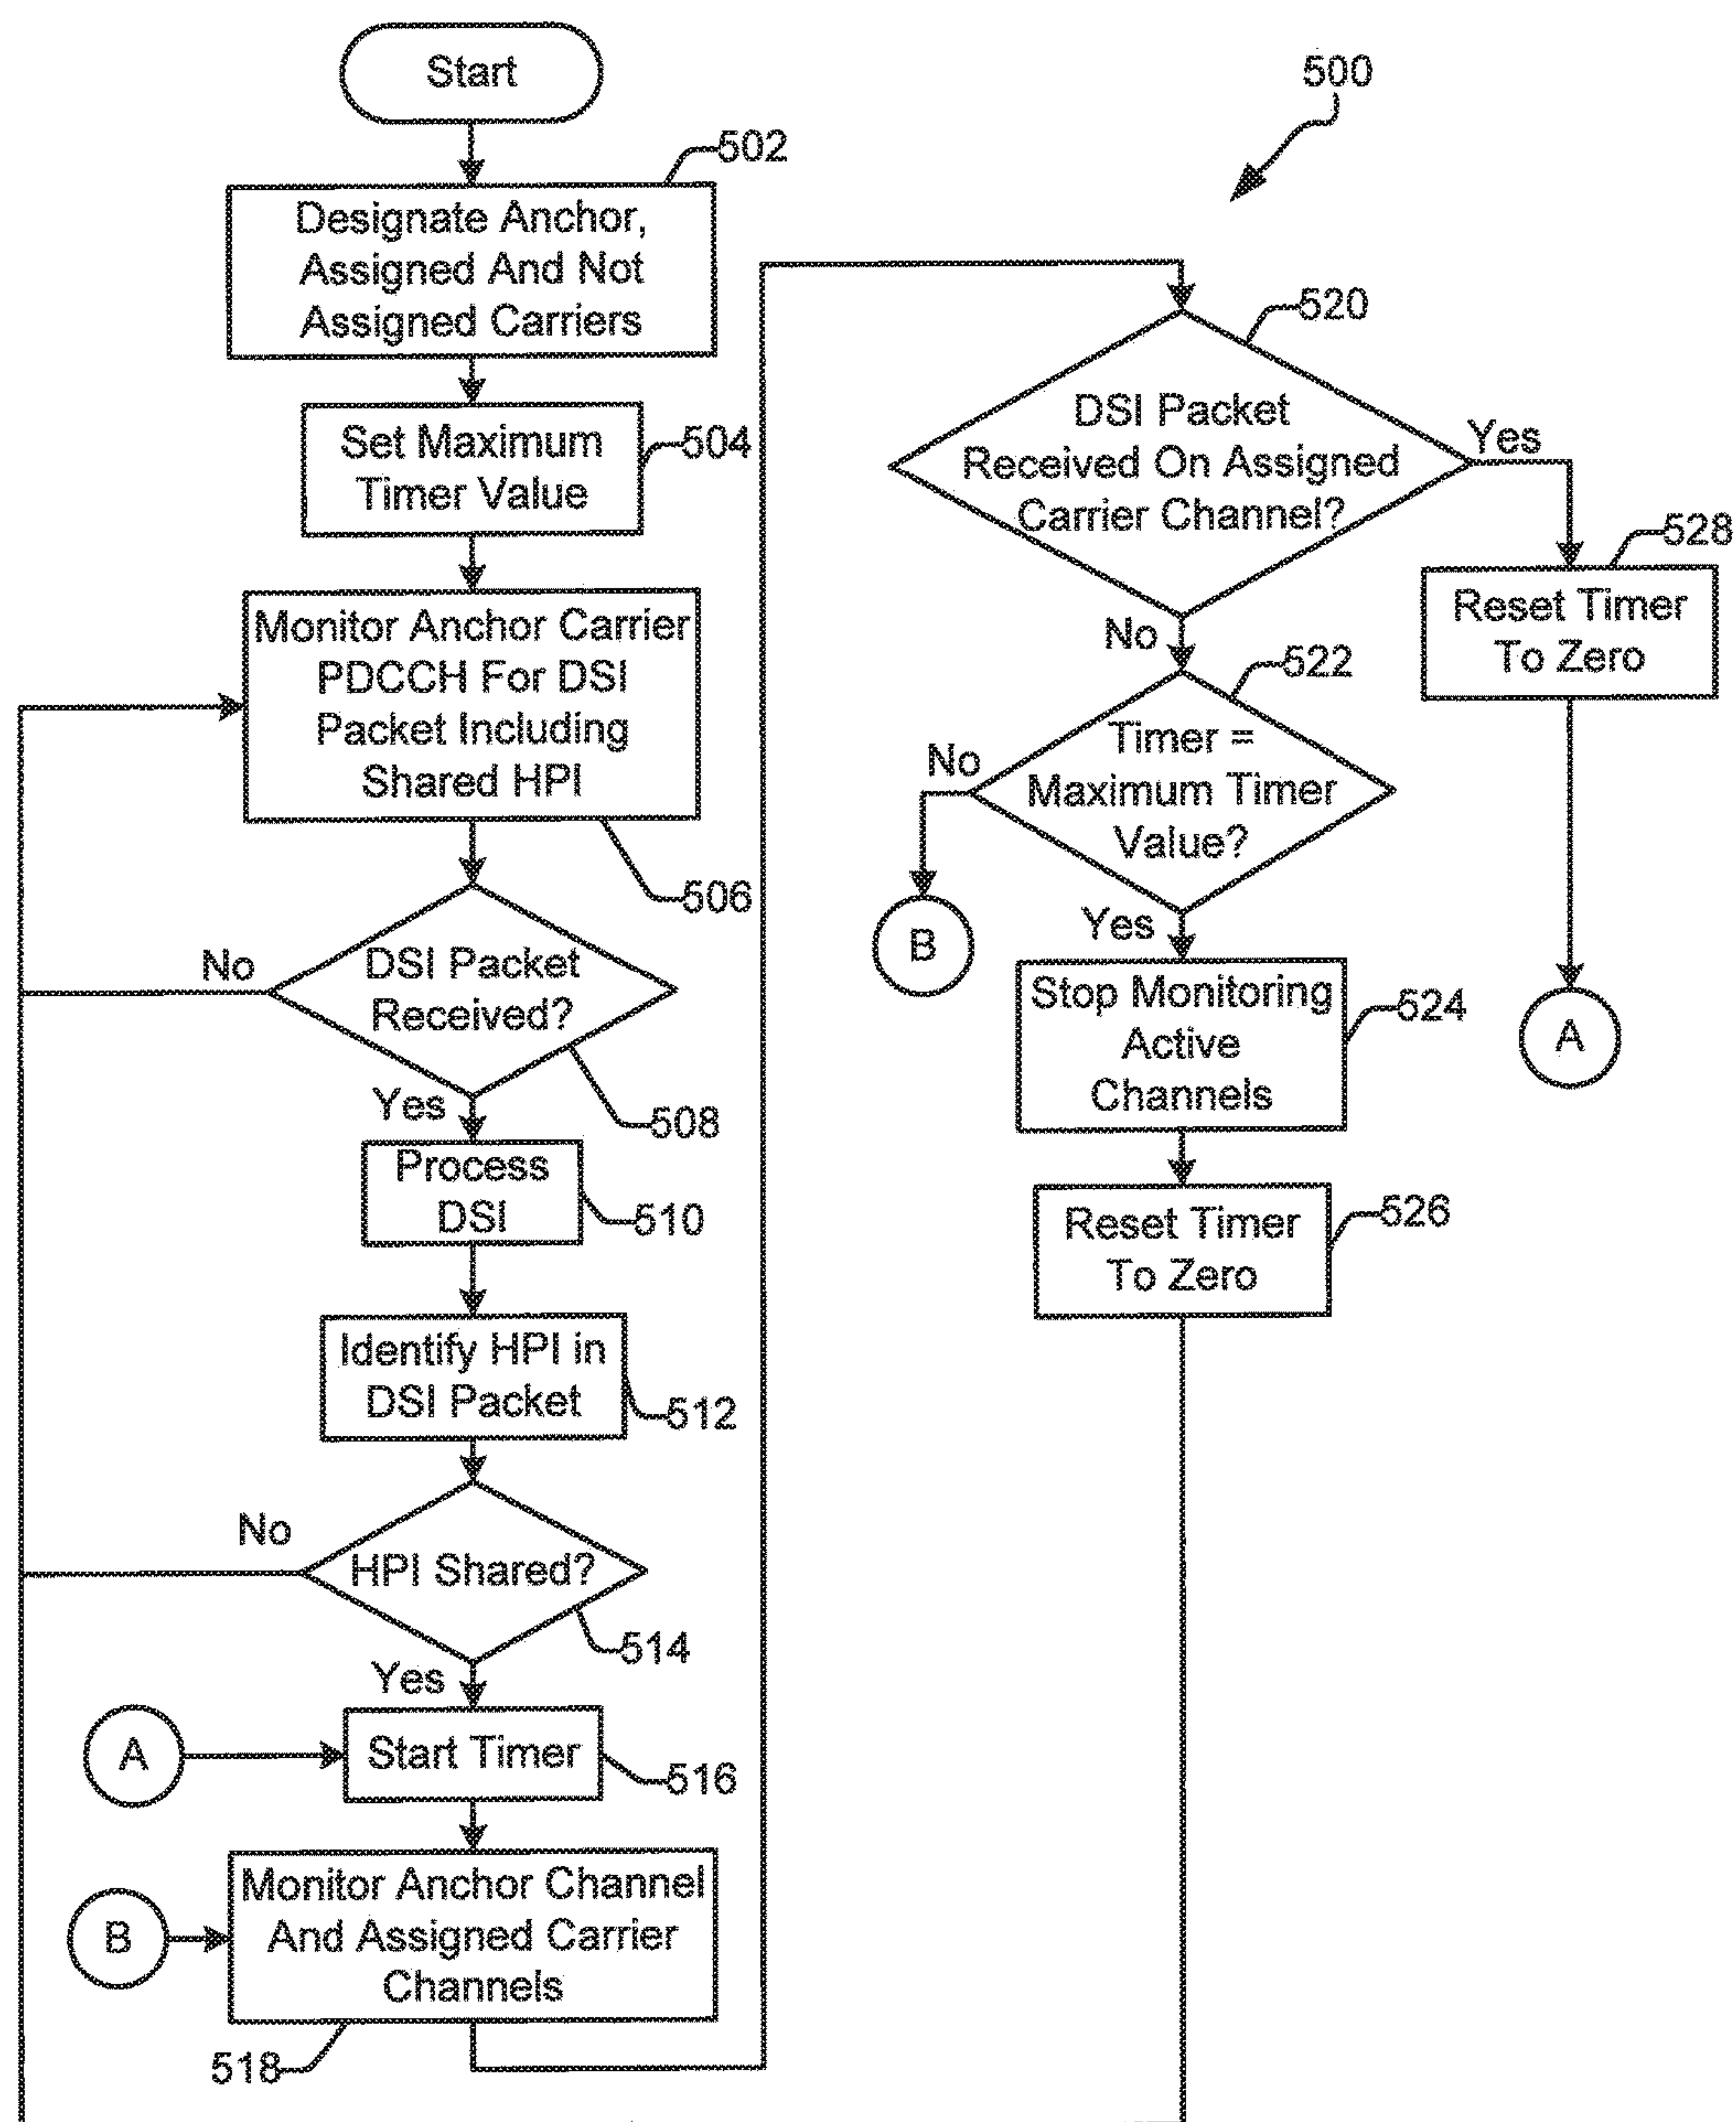 Start
500
502
Designate Anchor,
Assigned And Not
Assigned Carriers
Set Maximum
Timer Value
504
Monitor Anchor Carrier
PDCCH For DSI
Packet Including
Shared HPI
506
No
DSI Packet
Received?
508
Yes
Process
DSI
510
Identify HPI in
DSI Packet
512
No
HPI Shared?
514
Yes
A
Start Timer
516
B
Monitor Anchor Channel
And Assigned Carrier
Channels
518
520
DSI Packet
Received On Assigned
Carrier Channel?
Yes
528
Reset Timer
To Zero
A
No
522
Timer =
Maximum Timer
Value?
No
B
Yes
Stop Monitoring
Active
Channels
524
Reset Timer
To Zero
526